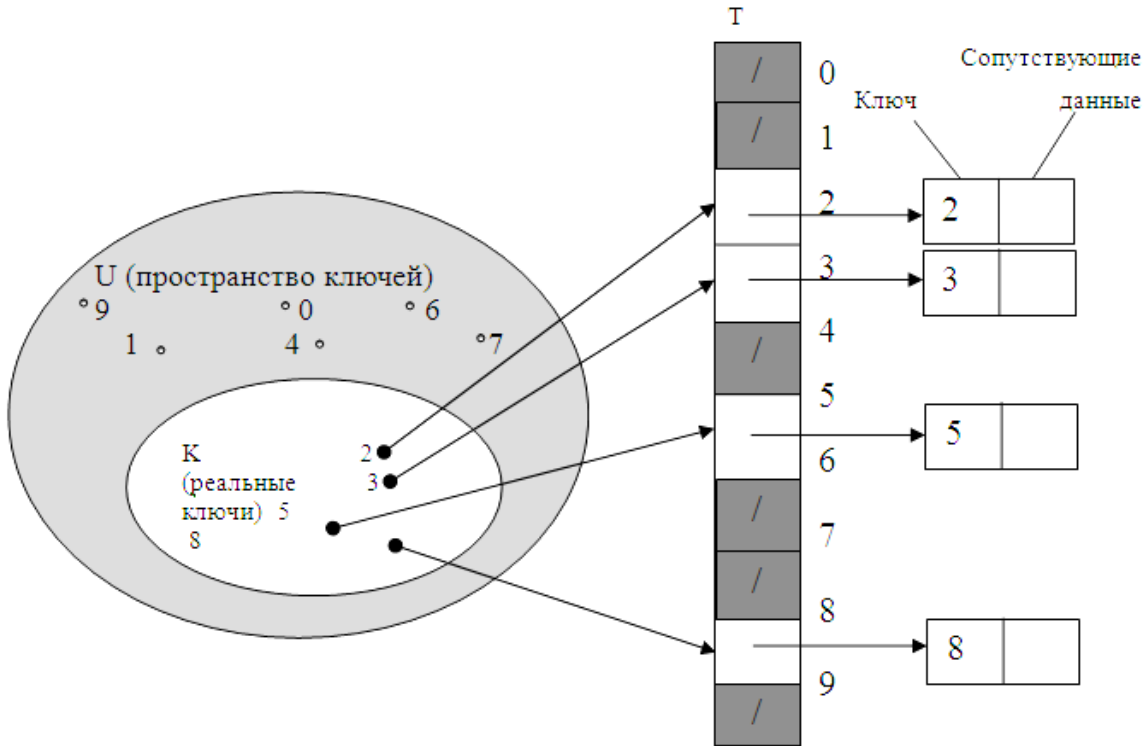 T
Сопутствующие
Ключ данные
/ 0
/ 1
2 2
3 3
/ 4
5 5
6
/ 7
/ 8
8
9
/
U (пространство ключей)
9 0 6
1 4 7
2
К
(реальные 3
ключи) 5
8